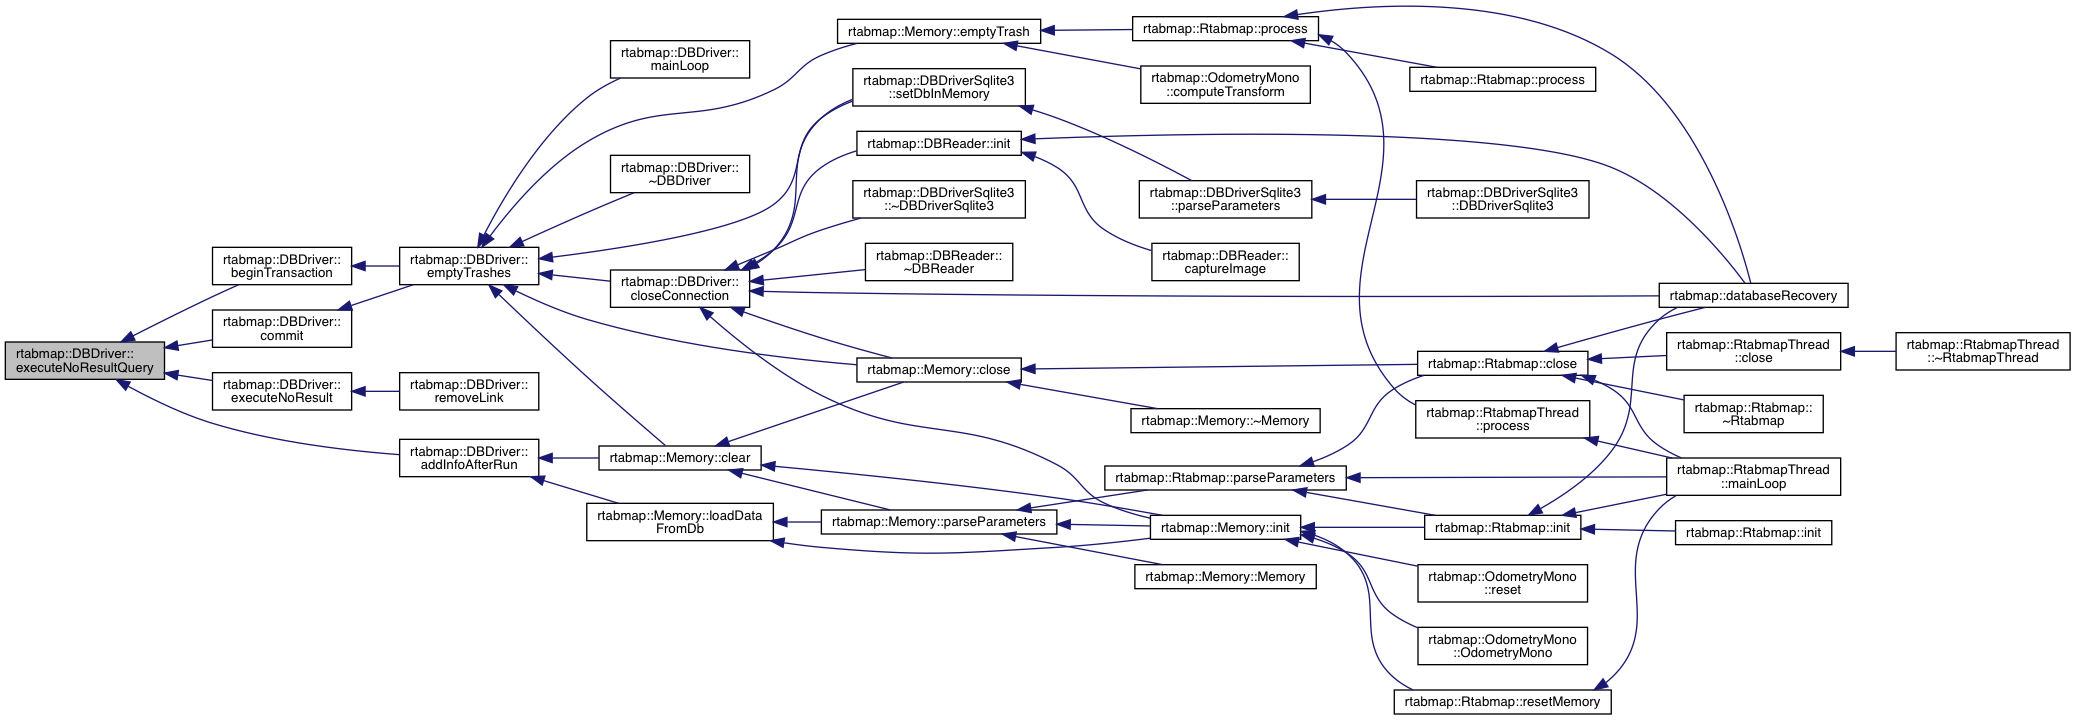 rtabmap::DBDriver::
executeNoResultQuery
rtabmap::DBDriver::
beginTransaction
rtabmap::DBDriver::
commit
rtabmap::DBDriver::
executeNoResult
rtabmap::DBDriver::
emptyTrashes
rtabmap::DBDriver::
removeLink
rtabmap::DBDriver::
addInfoAfterRun
rtabmap::DBDriver::
mainLoop
rtabmap::DBDriver::
~DBDriver
rtabmap::DBDriver::
closeConnection
rtabmap::Memory::clear
rtabmap::Memory::loadData
FromDb
rtabmap::Memory::emptyTrash
rtabmap::DBDriverSqlite3
::setDbInMemory
rtabmap::DBReader::init
rtabmap::DBDriverSqlite3
::~DBDriverSqlite3
rtabmap::DBReader::
~DBReader
rtabmap::Memory::close
rtabmap::Memory::parseParameters
rtabmap::Rtabmap::process
rtabmap::OdometryMono
::computeTransform
rtabmap::DBDriverSqlite3
::parseParameters
rtabmap::DBReader::
captureImage
rtabmap::Memory::~Memory
rtabmap::Rtabmap::parseParameters
rtabmap::Memory::init
rtabmap::Memory::Memory
rtabmap::Rtabmap::process
rtabmap::DBDriverSqlite3
::DBDriverSqlite3
rtabmap::Rtabmap::close
rtabmap::RtabmapThread
::process
rtabmap::Rtabmap::init
rtabmap::OdometryMono
::reset
rtabmap::OdometryMono
::OdometryMono
rtabmap::Rtabmap::resetMemory
rtabmap::databaseRecovery
rtabmap::RtabmapThread
::close
rtabmap::Rtabmap::
~Rtabmap
rtabmap::RtabmapThread
::mainLoop
rtabmap::Rtabmap::init
rtabmap::RtabmapThread
::~RtabmapThread